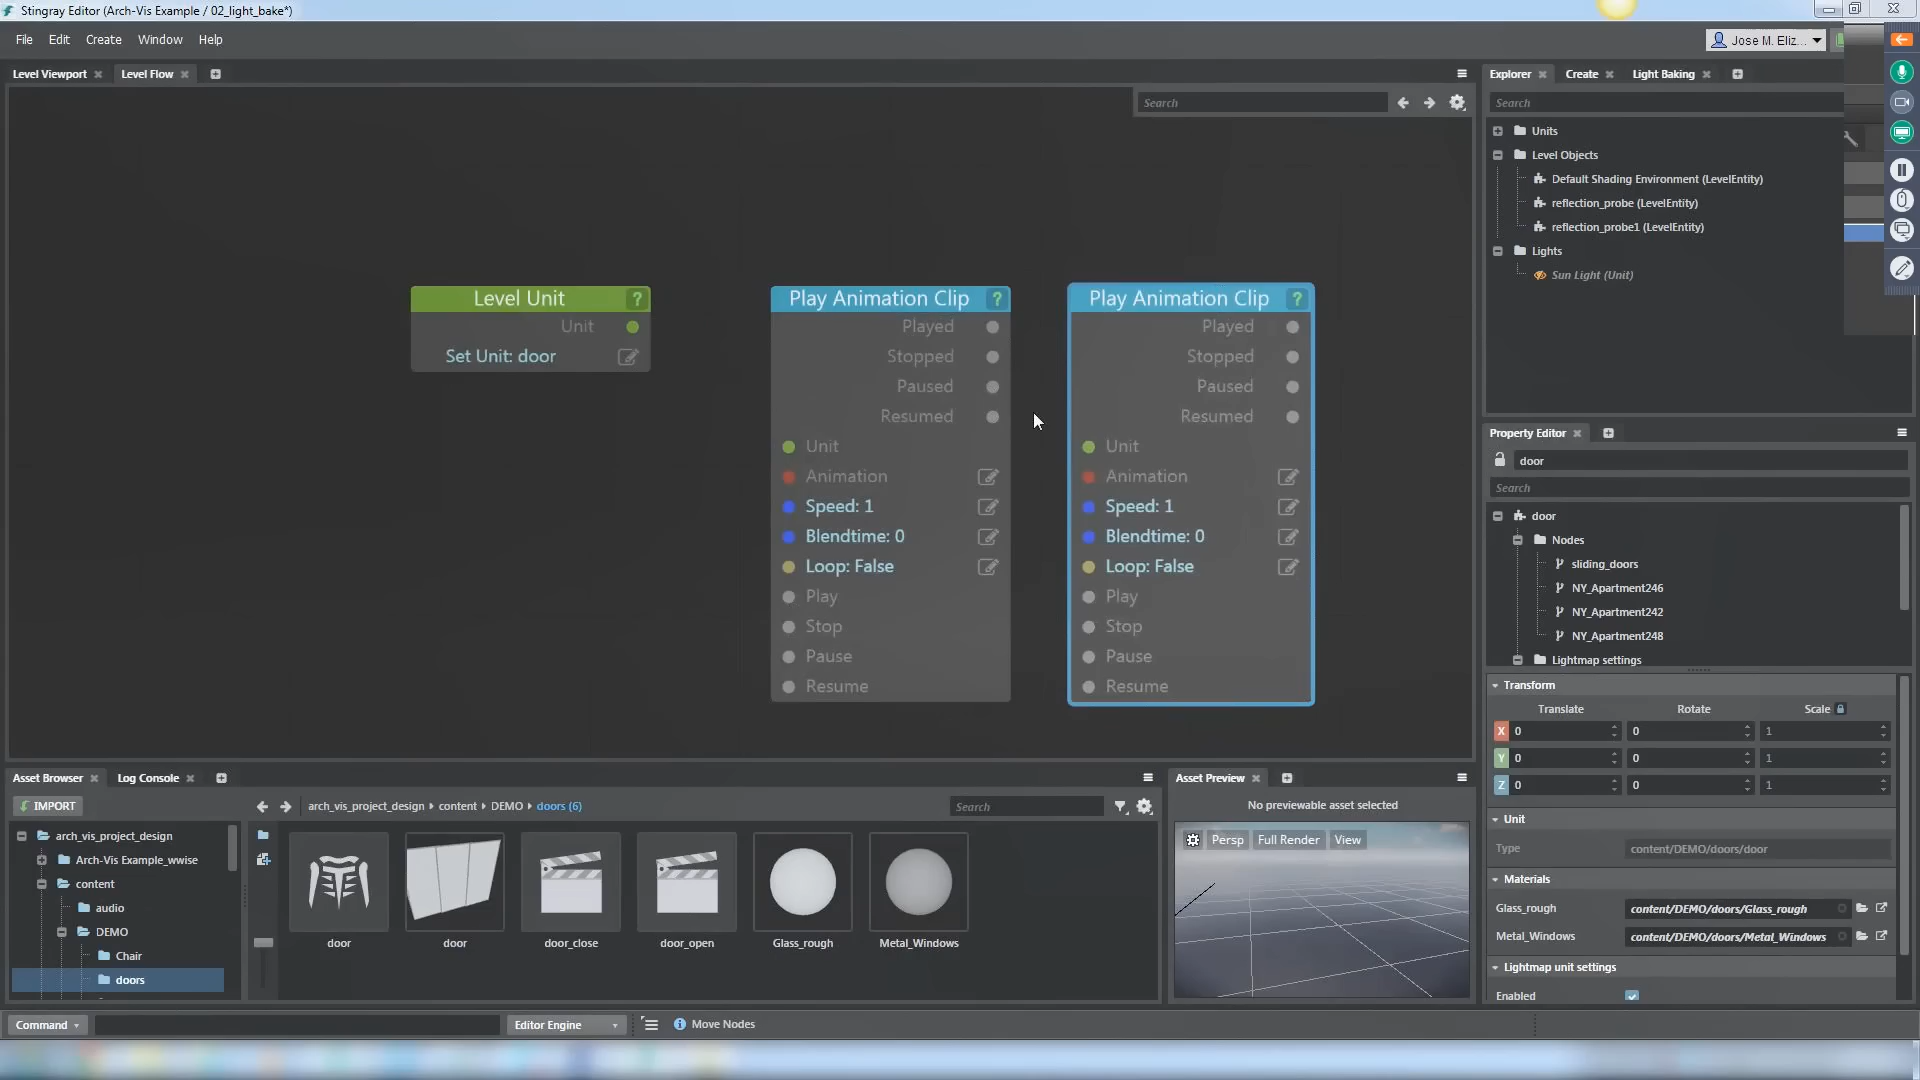 Stingray Editor (Arch-Vis Example / 02_light_bake*)
File Edit Create Window Help
Jose M. Eliz...
Level Viewport Level Flow
Explorer Create Light Baking
Search
Search
Units
Level Objects
Default Shading Environment (LevelEntity)
reflection_probe (LevelEntity)
reflection_probe1 (LevelEntity)
Lights
Sun Light (Unit)
Level Unit ?
Unit
Set Unit: door
Play Animation Clip ?
Played
Stopped
Paused
Resumed
Unit
Animation
Speed: 1
Blendtime: 0
Loop: False
Play
Stop
Pause
Resume
Play Animation Clip ?
Played
Stopped
Paused
Resumed
Unit
Animation
Speed: 1
Blendtime: 0
Loop: False
Play
Stop
Pause
Resume
Property Editor
door
Search
door
Nodes
sliding_doors
NY_Apartment246
NY_Apartment242
NY_Apartment248
Lightmap settings
Transform
Translate Rotate Scale
X 0 0 1
Y 0 0 1
Z 0 0 1
Unit
Type content/DEMO/doors/door
Materials
Glass_rough content/DEMO/doors/Glass_rough
Metal_Windows content/DEMO/doors/Metal_Windows
Lightmap unit settings
Enabled
Asset Browser Log Console
IMPORT
arch_vis_project_design content DEMO doors (6)
Search
arch_vis_project_design
Arch-Vis Example_wwise
content
audio
DEMO
Chair
doors
door
door
door_close
door_open
Glass_rough
Metal_Windows
Asset Preview
No previewable asset selected
Persp Full Render View
Command
Editor Engine
Move Nodes